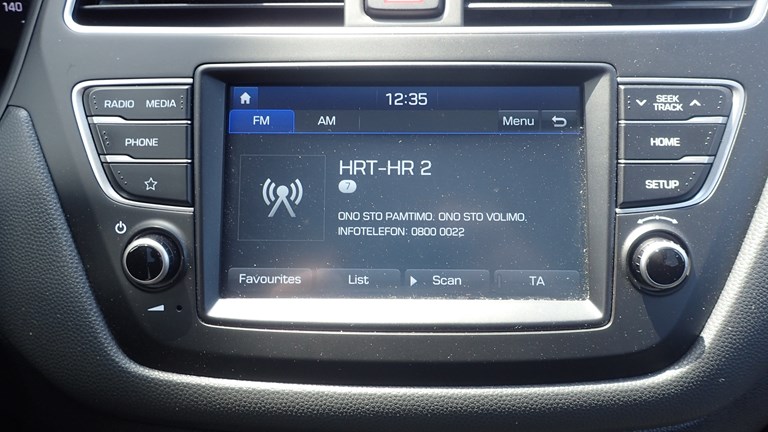 140
RADIO MEDIA
PHONE
12:35
FM AM Menu
HRT-HR 2
7
ONO STO PAMTIMO. ONO STO VOLIMO.
INFOTELEFON: 0800 0022
Favourites List Scan TA
SEEK
TRACK
HOME
SETUP